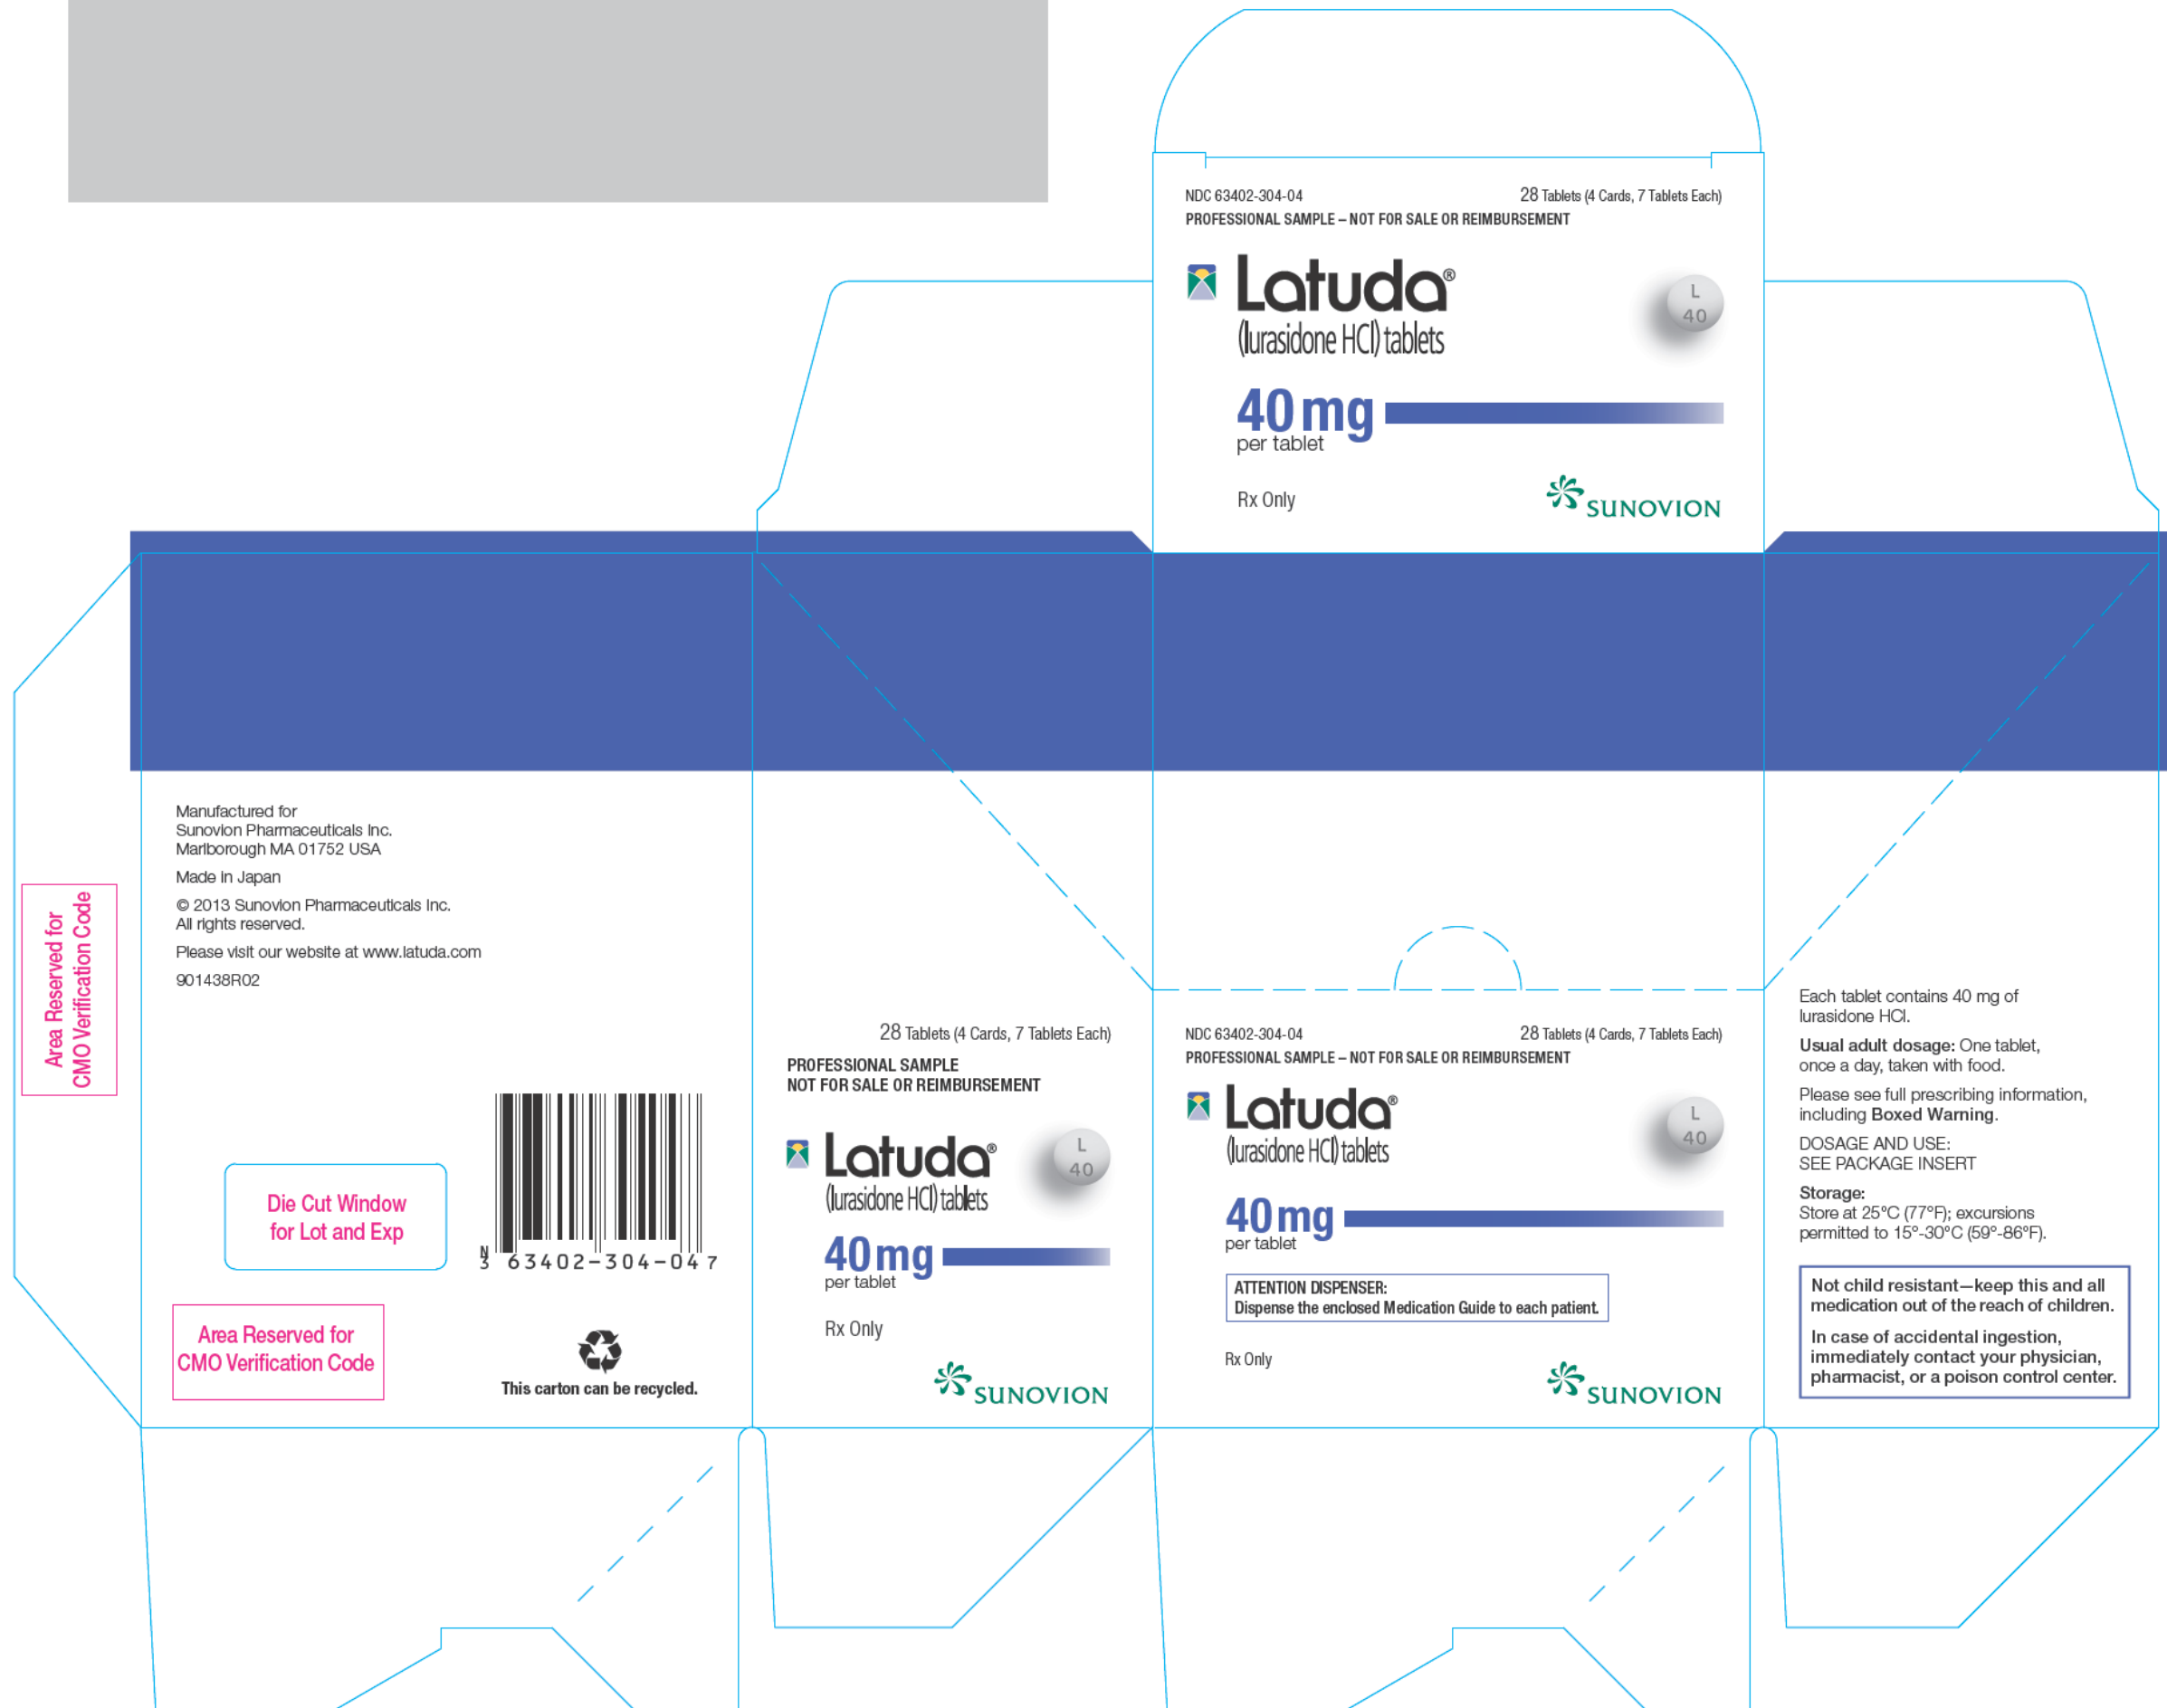 NDC 63402-304-04
28 Tablets (4 Cards, 7 Tablets Each)
PROFESSIONAL SAMPLE – NOT FOR SALE OR REIMBURSEMENT
Latuda®
(lurasidone HCl) tablets
L
40
40 mg
per tablet
Rx Only
SUNOVION
Area Reserved for
CMO Verification Code
Manufactured for
Sunovion Pharmaceuticals Inc.
Marlborough MA 01752 USA
Made in Japan
© 2013 Sunovion Pharmaceuticals Inc.
All rights reserved.
Please visit our website at www.latuda.com
901438R02
Die Cut Window
for Lot and Exp
N
3 63402-304-04 7
Area Reserved for
CMO Verification Code
This carton can be recycled.
28 Tablets (4 Cards, 7 Tablets Each)
PROFESSIONAL SAMPLE
NOT FOR SALE OR REIMBURSEMENT
Latuda®
(lurasidone HCl) tablets
L
40
40 mg
per tablet
Rx Only
SUNOVION
NDC 63402-304-04
28 Tablets (4 Cards, 7 Tablets Each)
PROFESSIONAL SAMPLE – NOT FOR SALE OR REIMBURSEMENT
Latuda®
(lurasidone HCl) tablets
L
40
40 mg
per tablet
ATTENTION DISPENSER:
Dispense the enclosed Medication Guide to each patient.
Rx Only
SUNOVION
Each tablet contains 40 mg of
lurasidone HCl.
Usual adult dosage: One tablet,
once a day, taken with food.
Please see full prescribing information,
including Boxed Warning.
DOSAGE AND USE:
SEE PACKAGE INSERT
Storage:
Store at 25°C (77°F); excursions
permitted to 15°-30°C (59°-86°F).
Not child resistant—keep this and all
medication out of the reach of children.
In case of accidental ingestion,
immediately contact your physician,
pharmacist, or a poison control center.